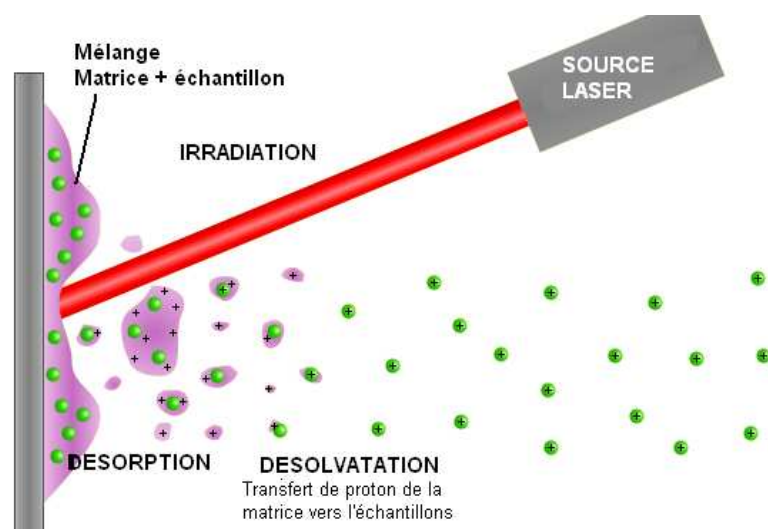 Mélange
Matrice + échantillon
SOURCE
LASER
IRRADIATION
DESORPTION
DESOLVATATION
Transfert de proton de la
matrice vers l'échantillons